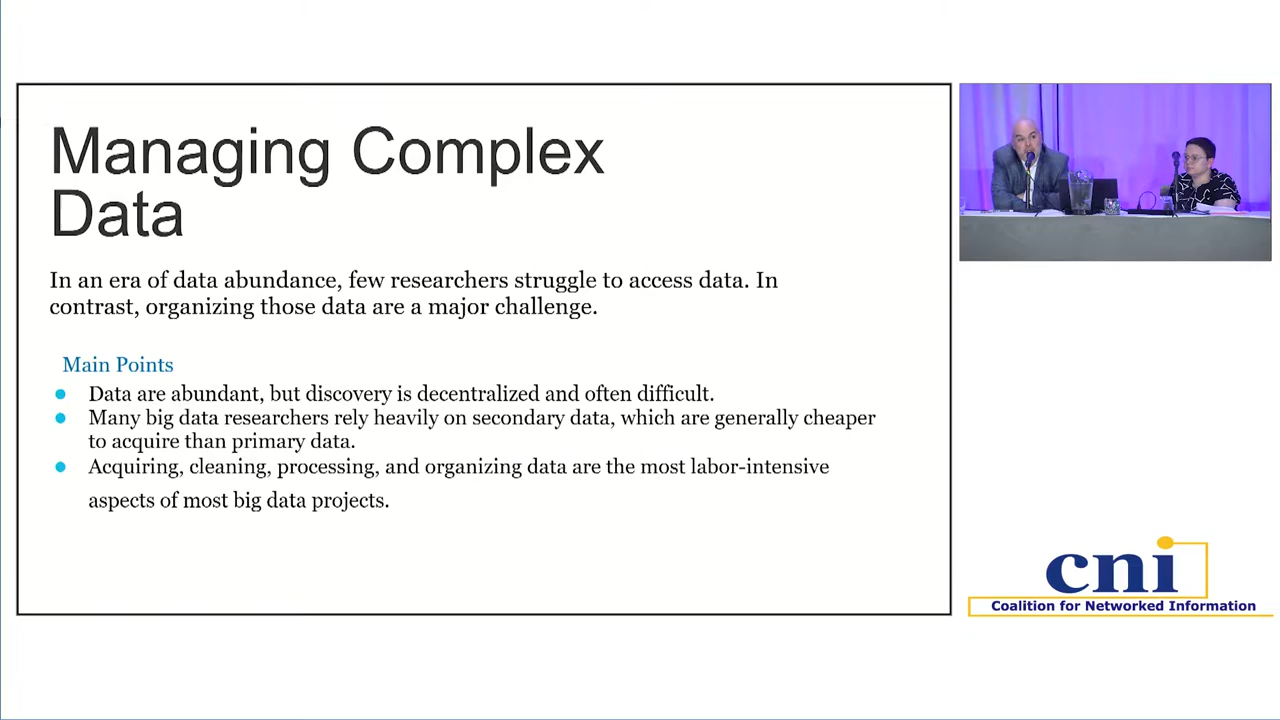 Managing Complex
Data
In an era of data abundance, few researchers struggle to access data. In
contrast, organizing those data are a major challenge.
Main Points
● Data are abundant, but discovery is decentralized and often difficult.
● Many big data researchers rely heavily on secondary data, which are generally cheaper
to acquire than primary data.
● Acquiring, cleaning, processing, and organizing data are the most labor-intensive
aspects of most big data projects.
cni
Coalition for Networked Information